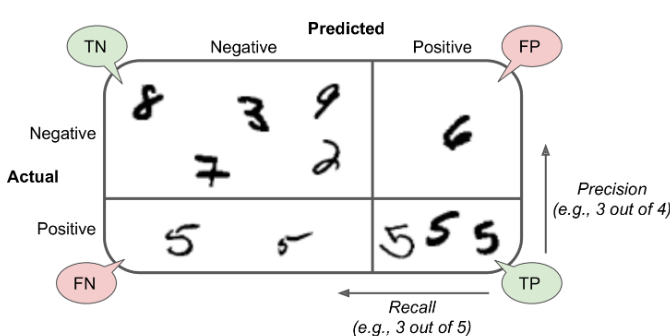 Predicted
TN
Negative
Positive
FP
8 3 9
7 2
6
Negative
Actual
Positive
5 5
5 5 5
Precision
(e.g., 3 out of 4)
FN
TP
Recall
(e.g., 3 out of 5)